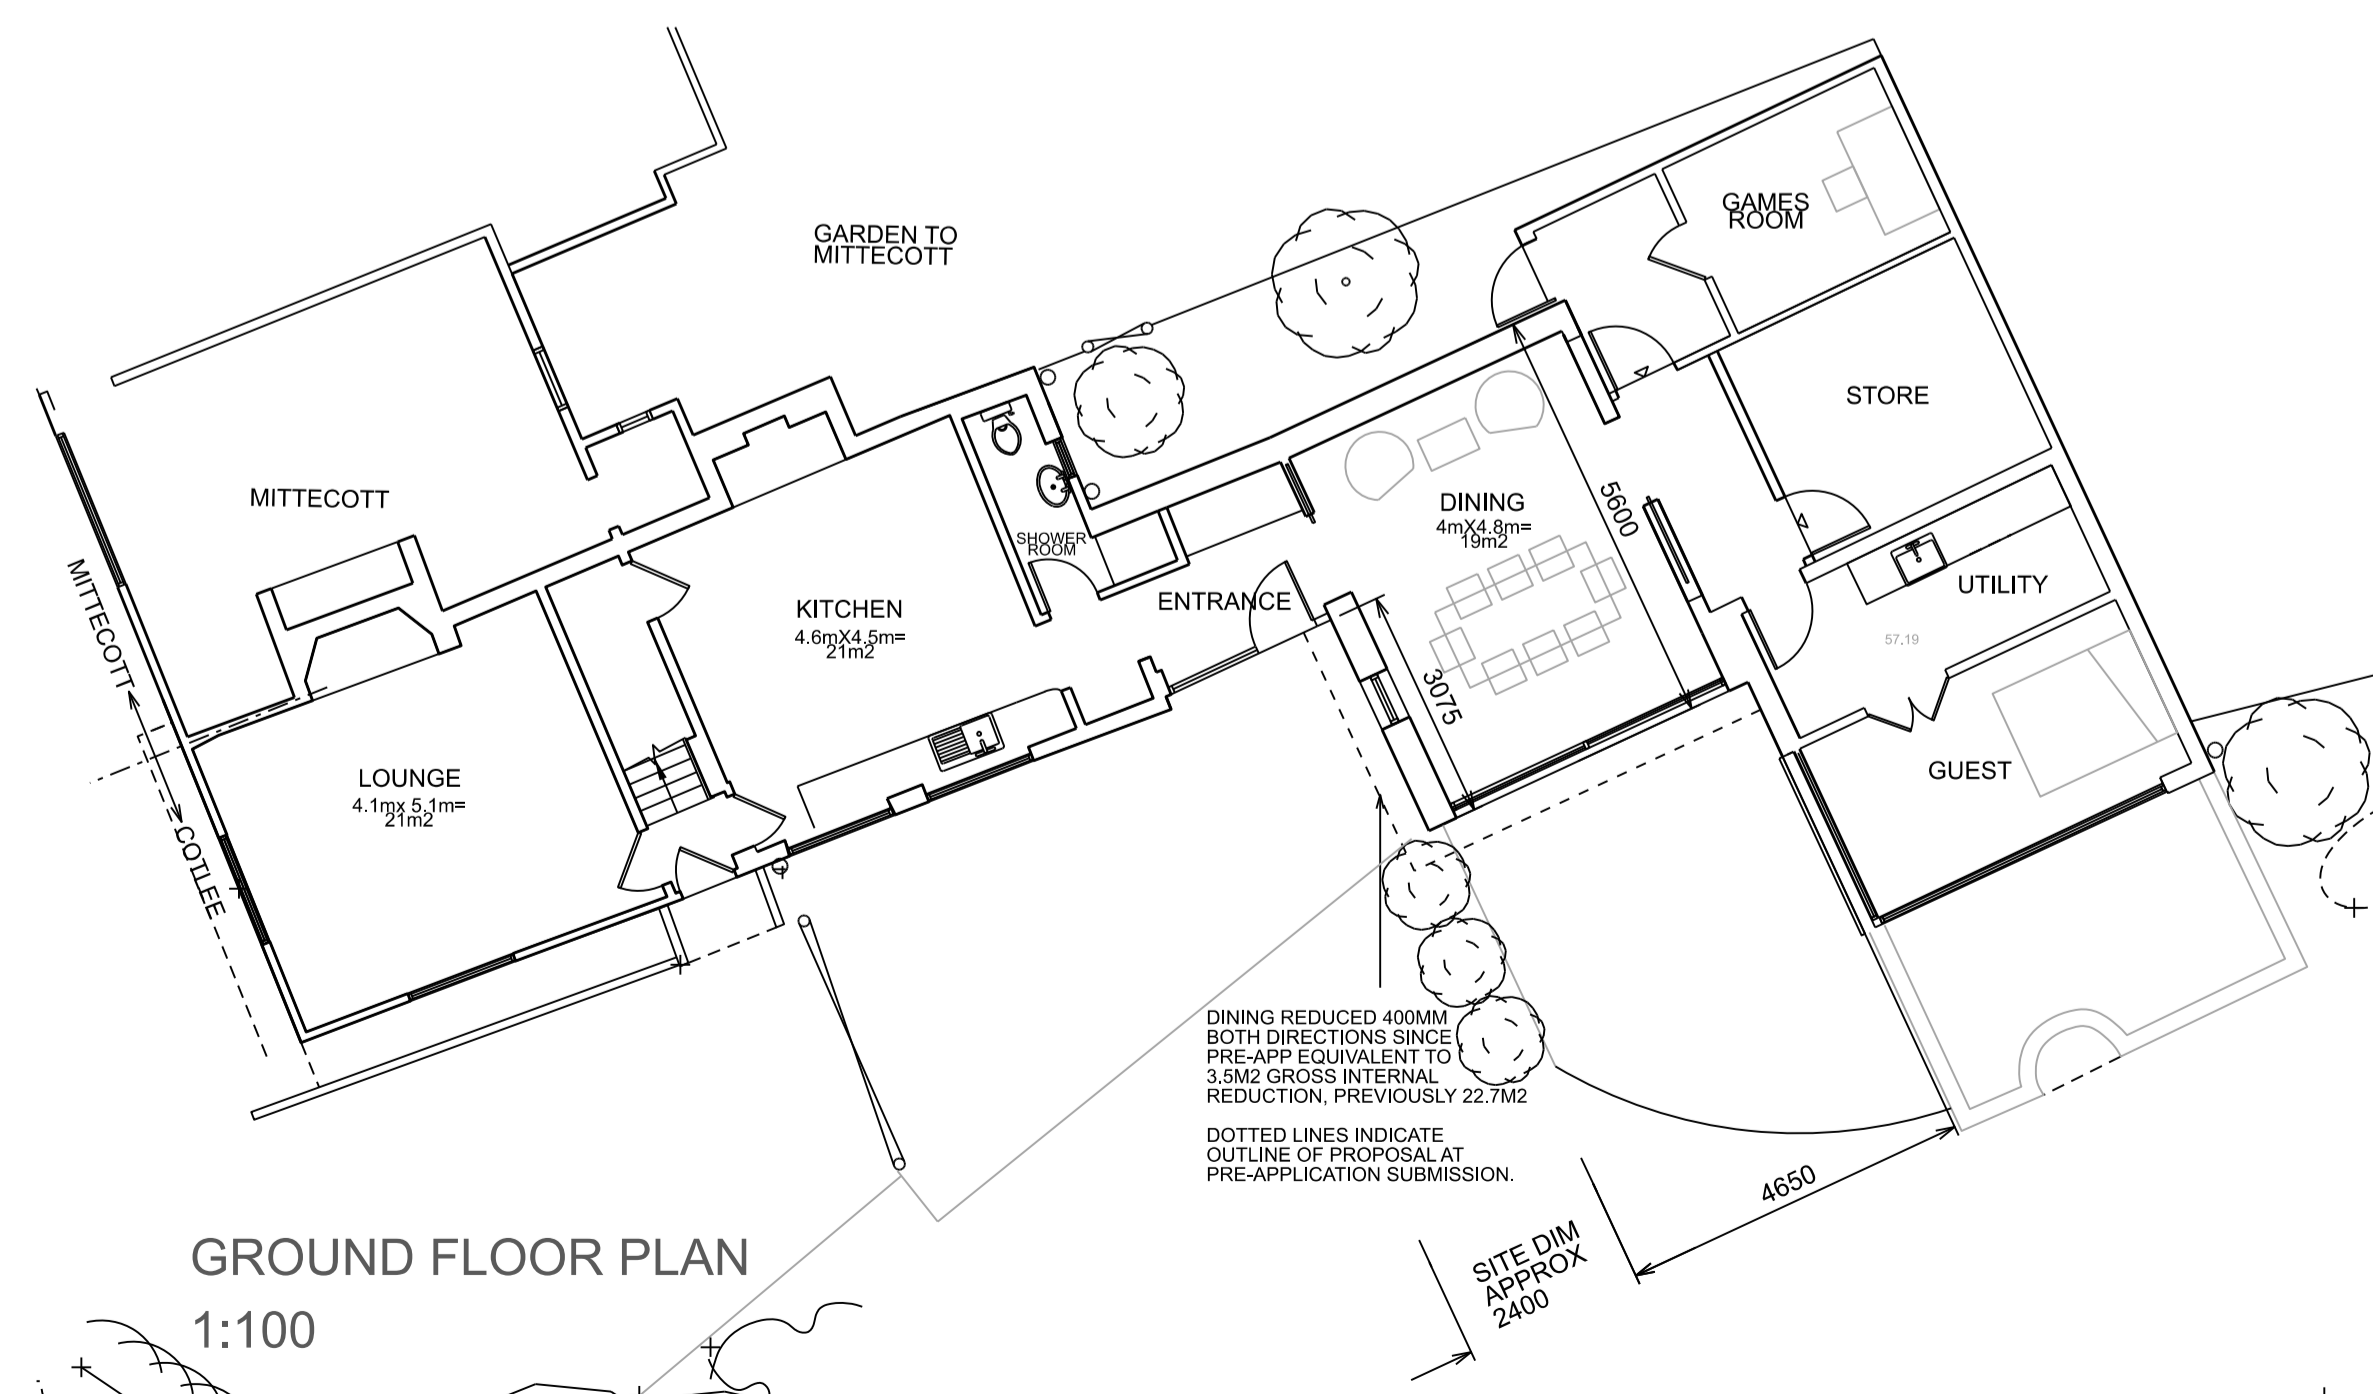 GARDEN TO
MITTECOTT
GAMES
ROOM
STORE
MITTECOTT
DINING
4mX4.8m=
19m2
5600
SHOWER
ROOM
UTILITY
KITCHEN
4.6mX4.5m=
21m2
ENTRANCE
57.19
MITTECOTT
3075
LOUNGE
4.1mx 5.1m=
21m2
GUEST
COTLEE
DINING REDUCED 400MM
BOTH DIRECTIONS SINCE
PRE-APP EQUIVALENT TO
3.5M2 GROSS INTERNAL
REDUCTION, PREVIOUSLY 22.7M2
DOTTED LINES INDICATE
OUTLINE OF PROPOSAL AT
PRE-APPLICATION SUBMISSION.
4650
SITE DIM
APPROX
2400
GROUND FLOOR PLAN
1:100